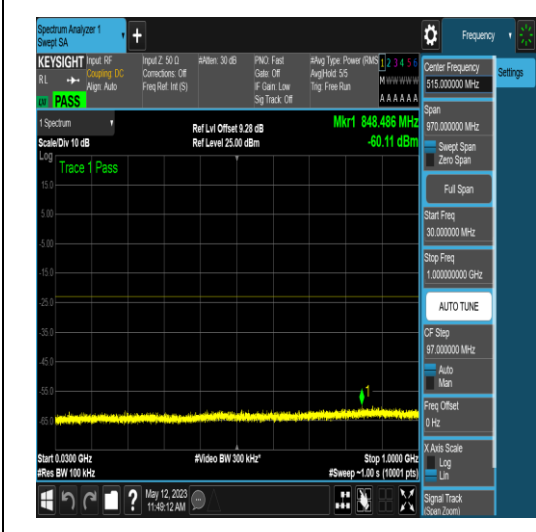 Spectrum Analyzer 1
Swept SA
Frequency
KEYSIGHT
Input: RF
Coupling: DC
Align: Auto
Input Z: 50 Ω
Corrections: Off
Freq Ref: Int (S)
#Atten: 30 dB
PNO: Fast
Gate: Off
IF Gain: Low
Sig Track: Off
#Avg Type: Power (RMS
Avg|Hold: 5/5
Trig: Free Run
1 2 3 4 5 6
M W W W W W
A A A A A A
R L
PASS
1 Spectrum
Scale/Div 10 dB
Ref Lvl Offset 9.28 dB
Ref Level 25.00 dBm
Mkr1 848.486 MHz
-60.11 dBm
Log
Trace 1 Pass
15.0
5.00
-5.00
-15.0
-25.0
-35.0
-45.0
-55.0
-65.0
1
Start 0.0300 GHz
#Res BW 100 kHz
#Video BW 300 kHz*
Stop 1.0000 GHz
#Sweep ~1.00 s (10001 pts)
May 12, 2023
11:49:12 AM
Center Frequency
515.000000 MHz
Settings
Span
970.000000 MHz
Swept Span
Zero Span
Full Span
Start Freq
30.000000 MHz
Stop Freq
1.000000000 GHz
AUTO TUNE
CF Step
97.000000 MHz
Auto
Man
Freq Offset
0 Hz
X Axis Scale
Log
Lin
Signal Track
(Span Zoom)